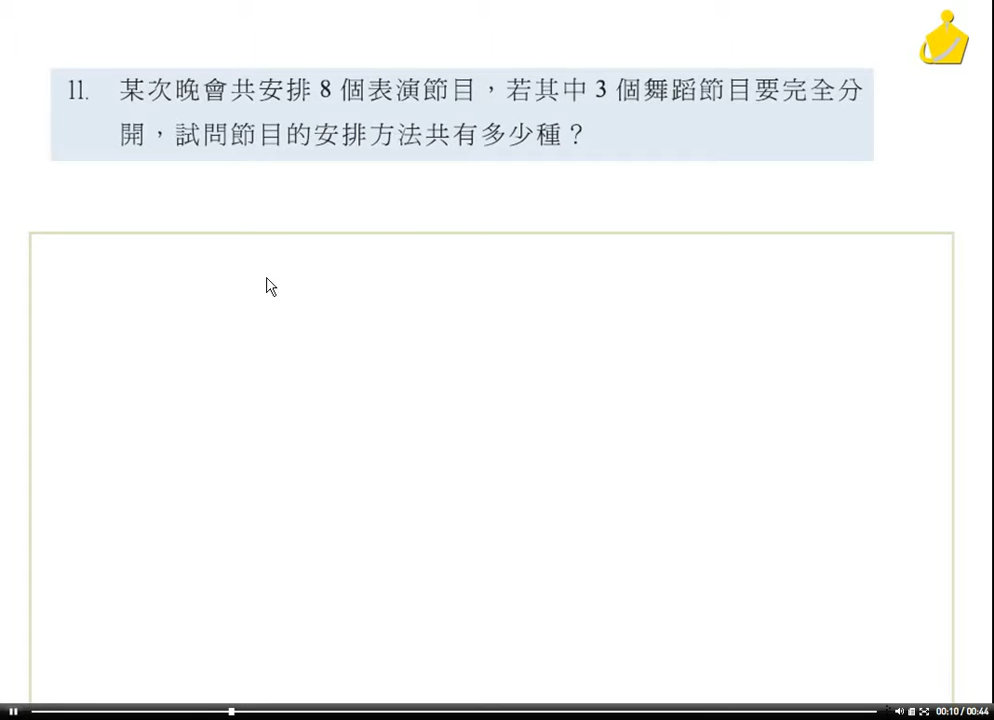 11. 某次晚會共安排 8 個表演節目，若其中 3 個舞蹈節目要完全分
開，試問節目的安排方法共有多少種？
00:10 / 00:44